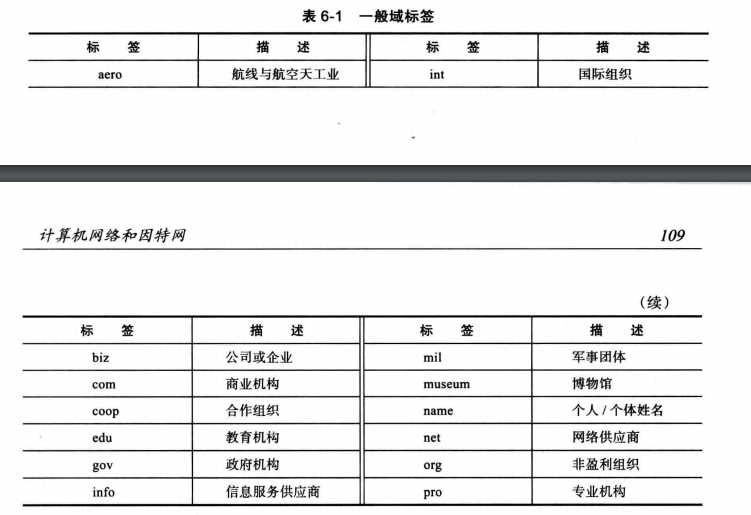 表 6-1 一般域标签
标 签 描 述 标 签 描 述
aero 航线与航空天工业 int 国际组织
计算机网络和因特网 109
（续）
标 签 描 述 标 签 描 述
biz 公司或企业 mil 军事团体
com 商业机构 museum 博物馆
coop 合作组织 name 个人 / 个体姓名
edu 教育机构 net 网络供应商
gov 政府机构 org 非盈利组织
info 信息服务供应商 pro 专业机构